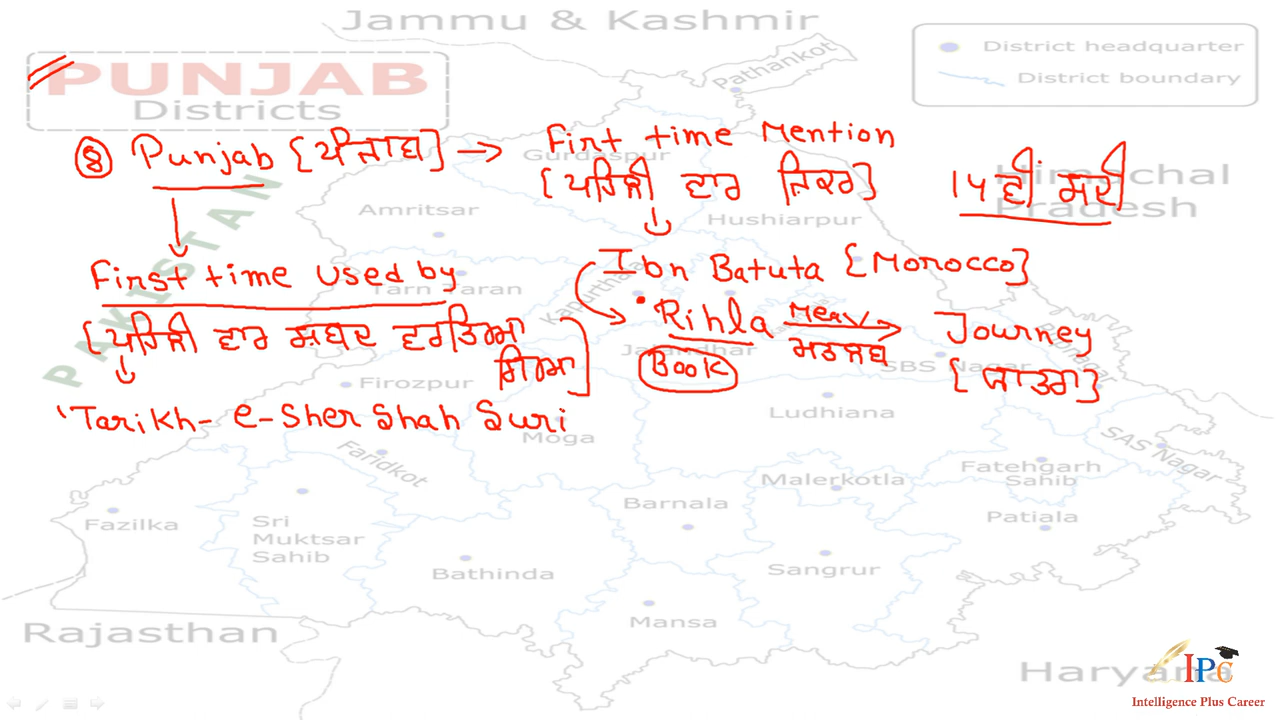 Jammu & Kashmir
PUNJAB
Districts
District headquarter
District boundary
Pathankot
⑧ Punjab [ਪੰਜਾਬ] → First time Mention
Gurdaspur
[ਪਹਿਲੀ ਵਾਰ ਜ਼ਿਕਰ]
14ਵੀਂ ਸਦੀ
Himachal
Pradesh
Amritsar
Hushiarpur
PAKISTAN
First time used by
Tarn Taran
Ibn Batuta [Morocco]
Kapurthala
[ਪਹਿਲੀ ਵਾਰ ਸ਼ਬਦ ਵਰਤਿਆ
ਗਿਆ]
Rihla Mean → Journey
ਮਤਲਬ
Jalandhar
Book
SBS Nagar
[ਯਾਤਰਾ]
Firozpur
'Tarikh-e-Sher Shah Suri
Ludhiana
Moga
SAS Nagar
Faridkot
Fatehgarh
Sahib
Malerkotla
Barnala
Patiala
Fazilka
Sri
Muktsar
Sahib
Bathinda
Sangrur
Mansa
Rajasthan
Haryana
IPC
Intelligence Plus Career